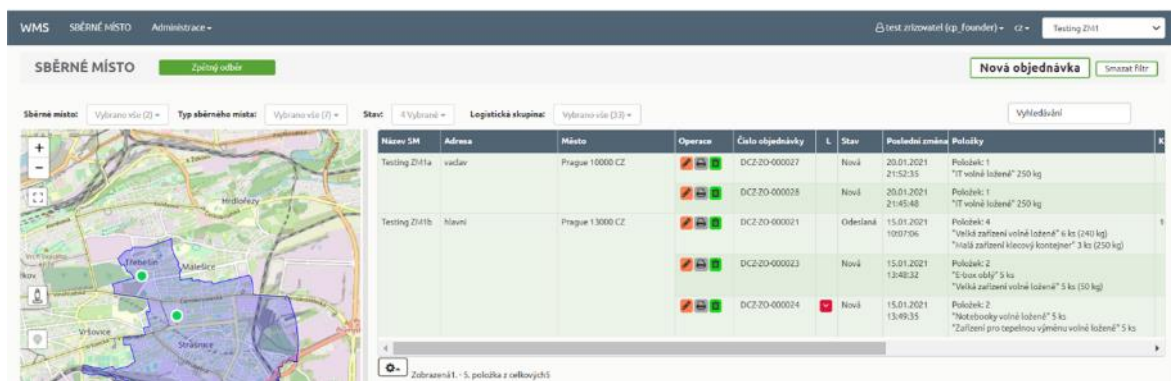 WMS SBĚRNÉ MÍSTO Administrace test zrizovatel (cp_founder) cz Testing ZM1
SBĚRNÉ MÍSTO Zpětný odběr Nová objednávka Smazat filtr
Sběrné místo: Vybráno vše (2) Typ sběrného místa: Vybráno vše (7) Stav: 4 Vybrané Logistická skupina: Vybráno vše (33) Vyhledávání
Název SM Adresa Město Operace Číslo objednávky L Stav Poslední změna Položky K
Testing ZM1a vaclav Prague 10000 CZ DCZ-ZO-000027 Nová 20.01.2021 Položek: 1
21:52:35 "IT volně ložené" 250 kg
DCZ-ZO-000028 Nová 20.01.2021 Položek: 1
21:45:48 "IT volně ložené" 250 kg
Testing ZM1b hlavni Prague 13000 CZ DCZ-ZO-000021 Odeslaná 15.01.2021 Položek: 4
10:07:06 "Velká zařízení volně ložené" 6 ks (240 kg)
"Malá zařízení klecový kontejner" 3 ks (250 kg)
DCZ-ZO-000023 Nová 15.01.2021 Položek: 2
13:48:32 "E-box oblý" 5 ks
"Velká zařízení volně ložené" 5 ks (50 kg)
DCZ-ZO-000024 Nová 15.01.2021 Položek: 2
13:49:35 "Notebooky volně ložené" 5 ks
"Zařízení pro tepelnou výměnu volně ložené" 5 ks
Hrdlořezy
Třebešín
Malešice
Vršovice
Strašnice
Zobrazená 1. - 5. položka z celkových 5